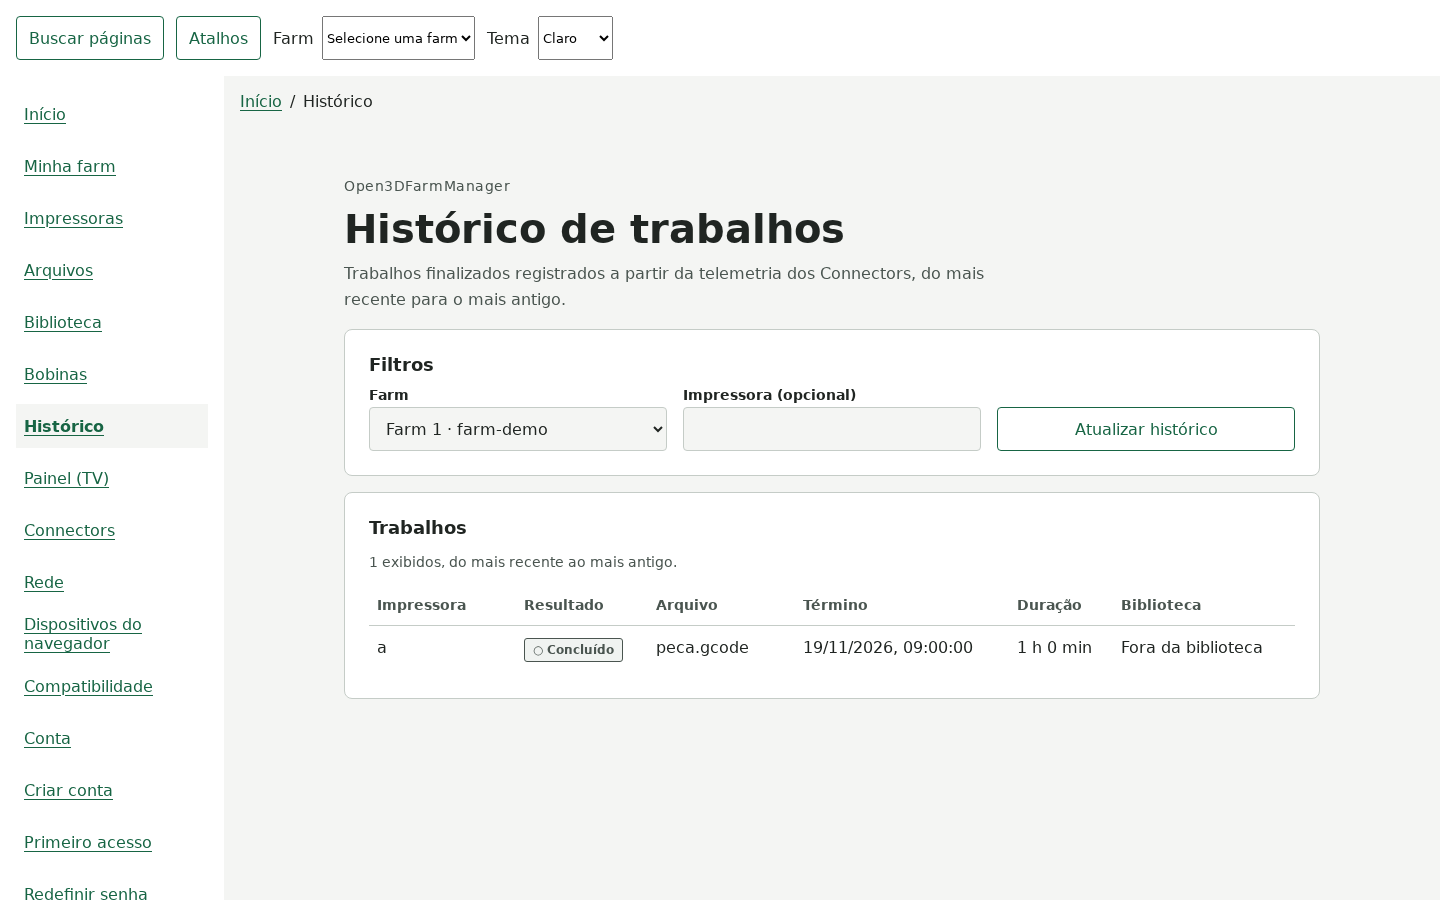 Buscar páginas Atalhos Farm Selecione uma farm Tema Claro
Início / Histórico
Início
Minha farm
Impressoras
Arquivos
Biblioteca
Bobinas
Histórico
Painel (TV)
Connectors
Rede
Dispositivos do
navegador
Compatibilidade
Conta
Criar conta
Primeiro acesso
Redefinir senha
Open3DFarmManager
Histórico de trabalhos
Trabalhos finalizados registrados a partir da telemetria dos Connectors, do mais
recente para o mais antigo.
Filtros
Farm Impressora (opcional)
Farm 1 · farm-demo Atualizar histórico
Trabalhos
1 exibidos, do mais recente ao mais antigo.
Impressora Resultado Arquivo Término Duração Biblioteca
a ○ Concluído peca.gcode 19/11/2026, 09:00:00 1 h 0 min Fora da biblioteca